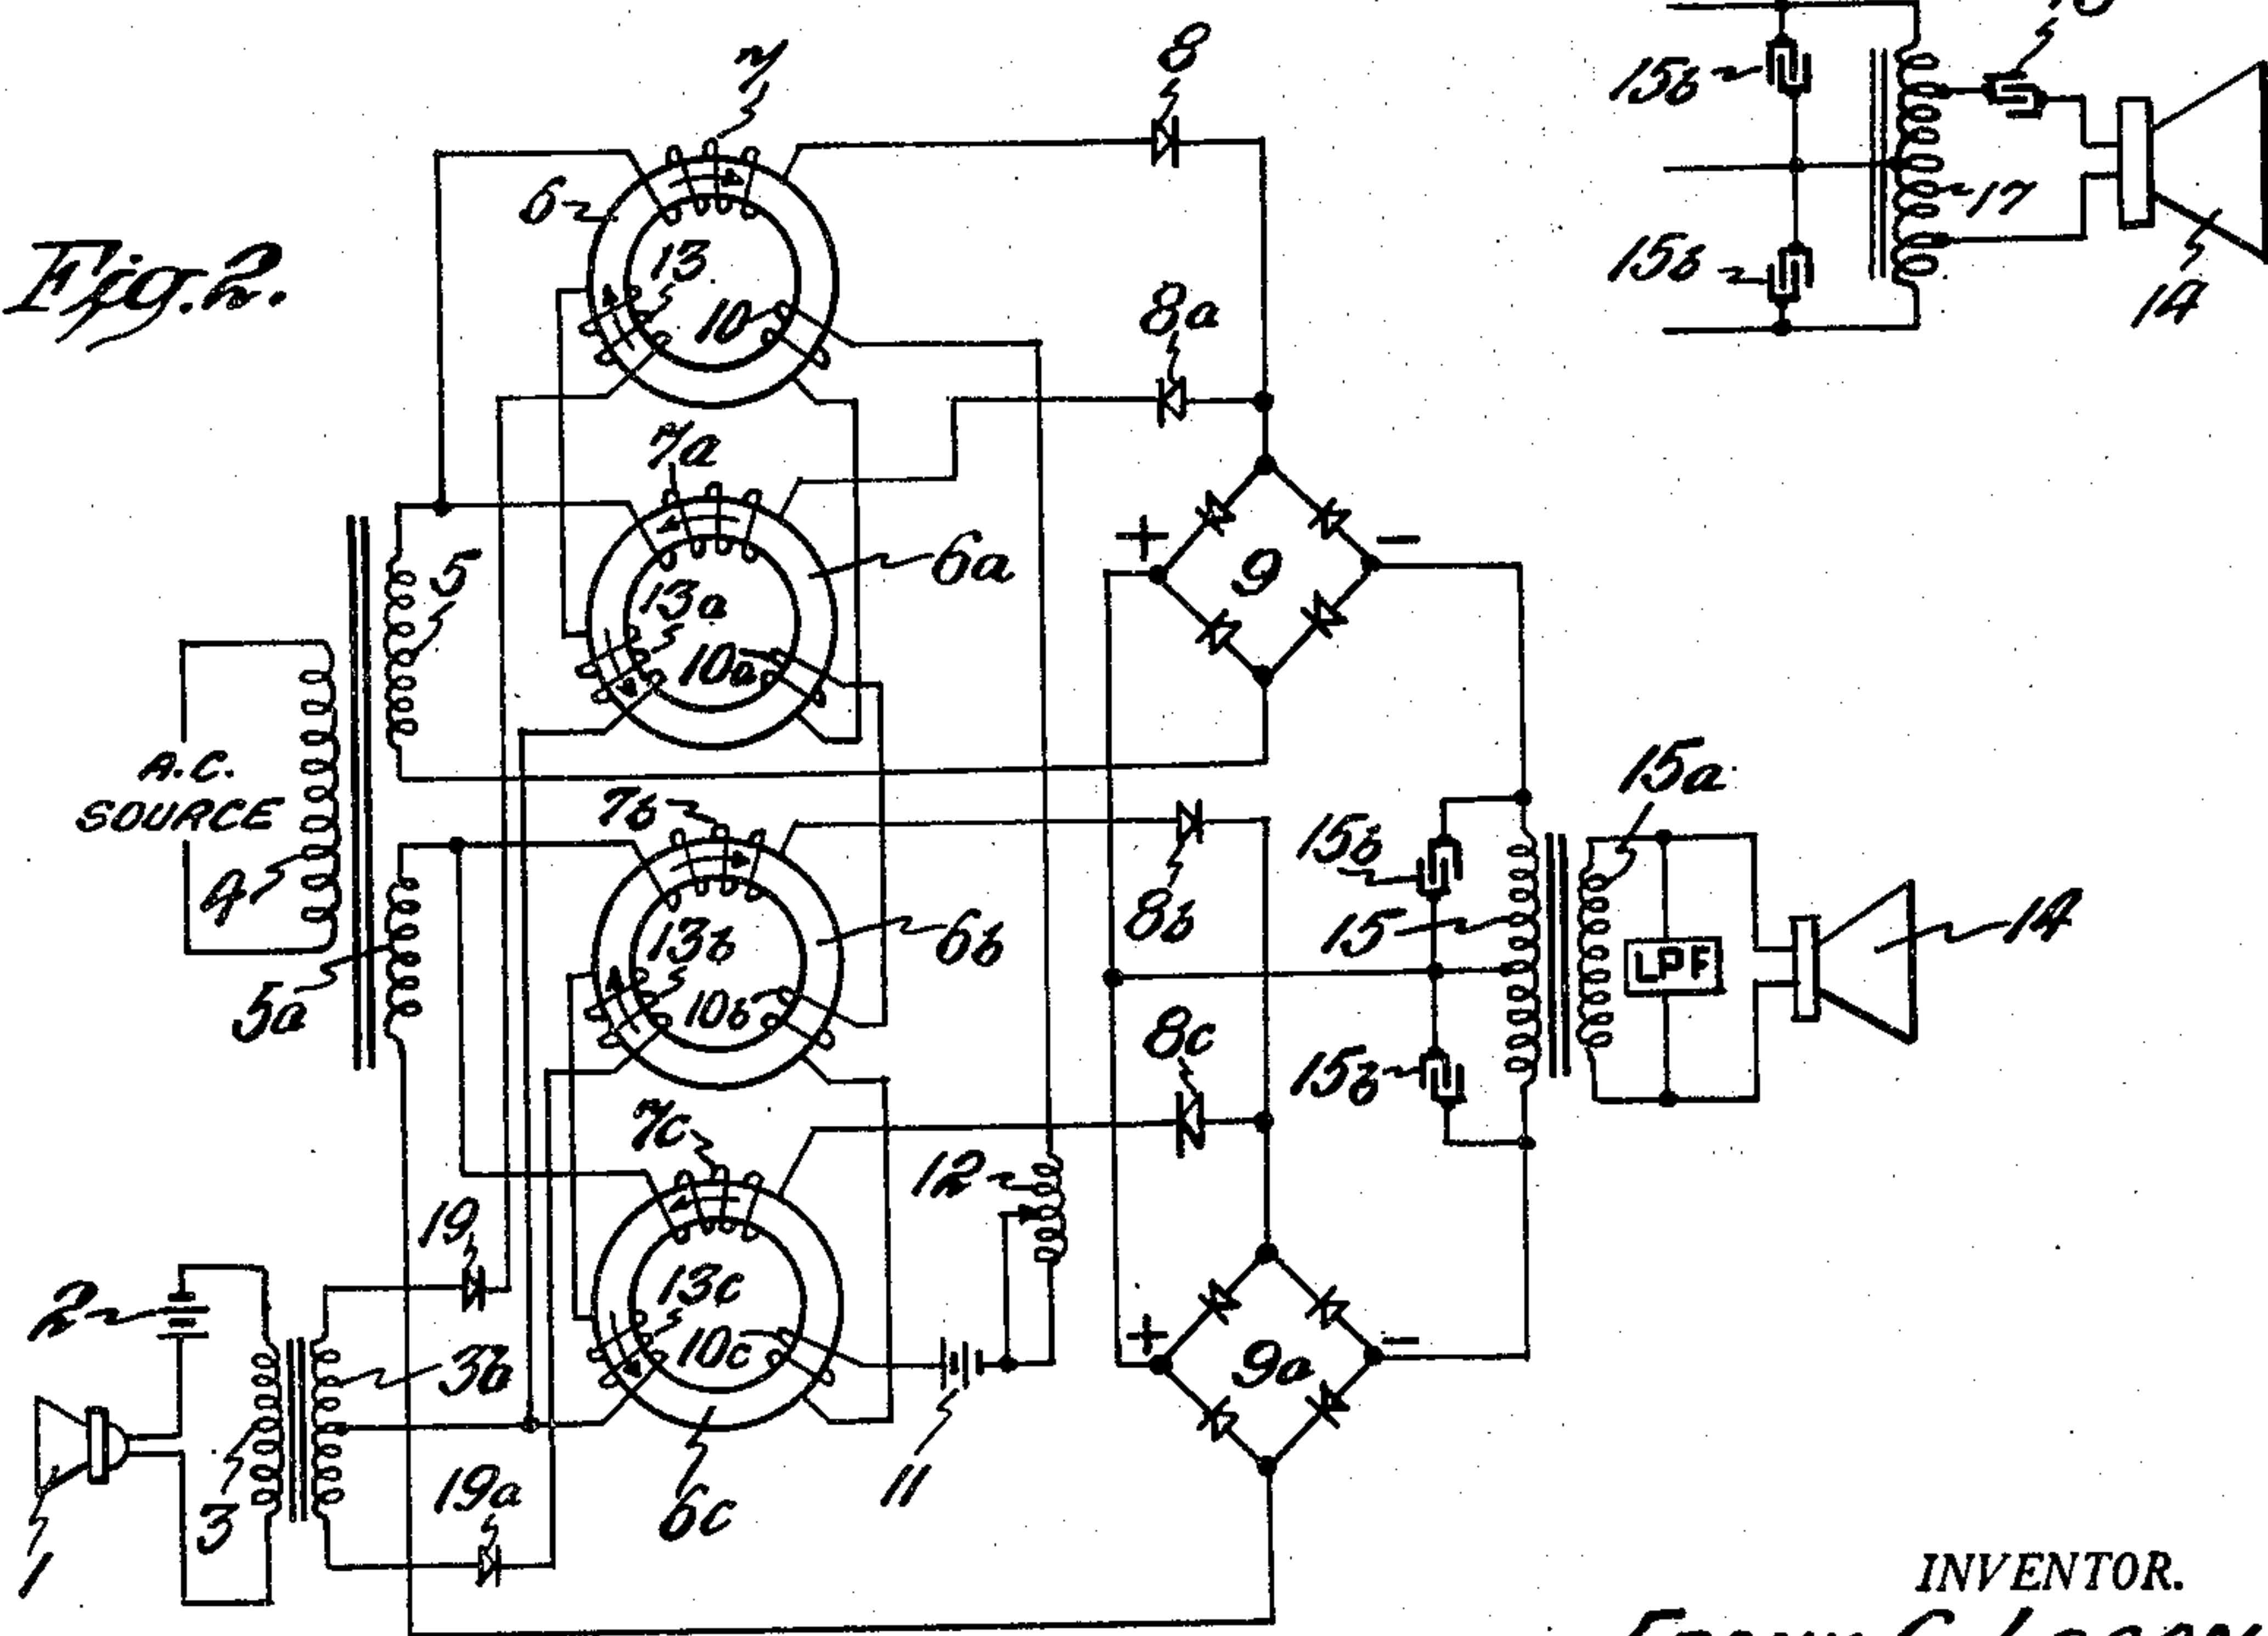 Fig.2.
7
8
6
13
10
8a
7a
5
6a
13a
10a
9
+
−
A.C.
SOURCE
4
5a
7b
13b
10b
6b
8b
8c
15b
15
15b
15a
LPF
14
7c
13c
10c
6c
12
11
9a
+
−
19
2
3b
3
1
19a
15b
15b
17
14
INVENTOR.